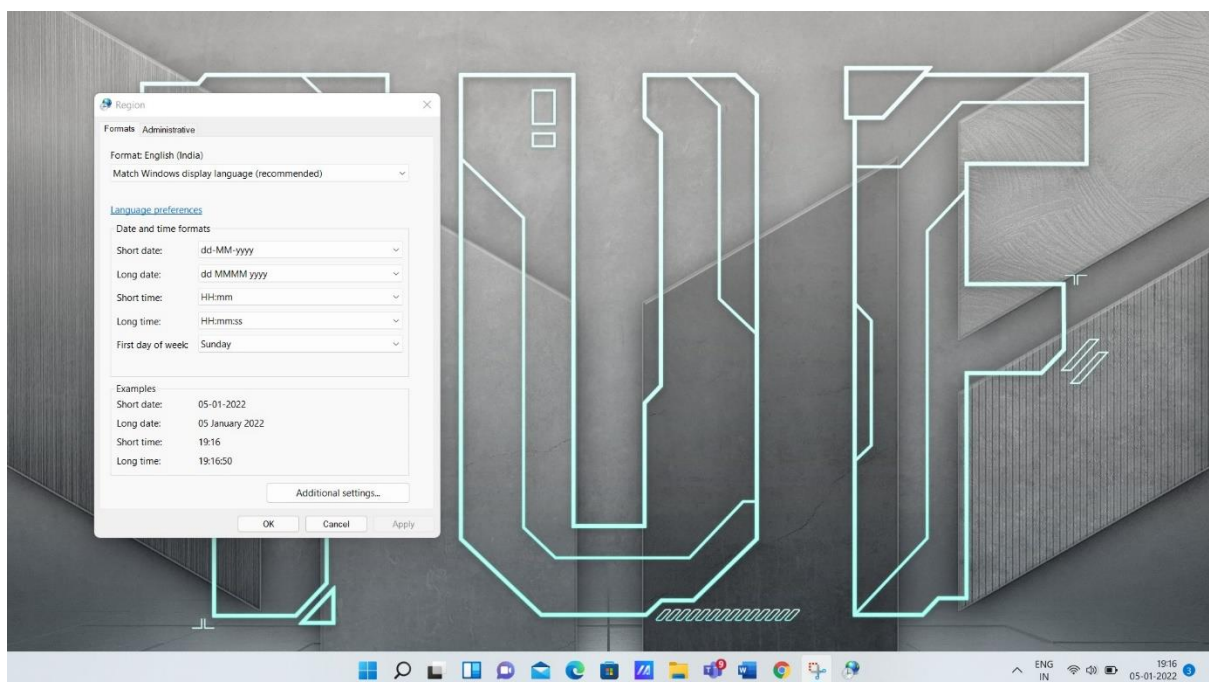 Region
Formats Administrative
Format: English (India)
Match Windows display language (recommended)
Language preferences
Date and time formats
Short date: dd-MM-yyyy
Long date: dd MMMM yyyy
Short time: HH:mm
Long time: HH:mm:ss
First day of week: Sunday
Examples
Short date: 05-01-2022
Long date: 05 January 2022
Short time: 19:16
Long time: 19:16:50
Additional settings...
OK Cancel Apply
UF
9
ENG
IN
19:16
05-01-2022
3